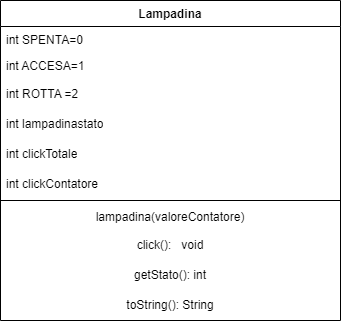 Lampadina
int SPENTA=0
int ACCESA=1
int ROTTA =2
int lampadinastato
int clickTotale
int clickContatore
lampadina(valoreContatore)
click():   void
getStato(): int
toString(): String